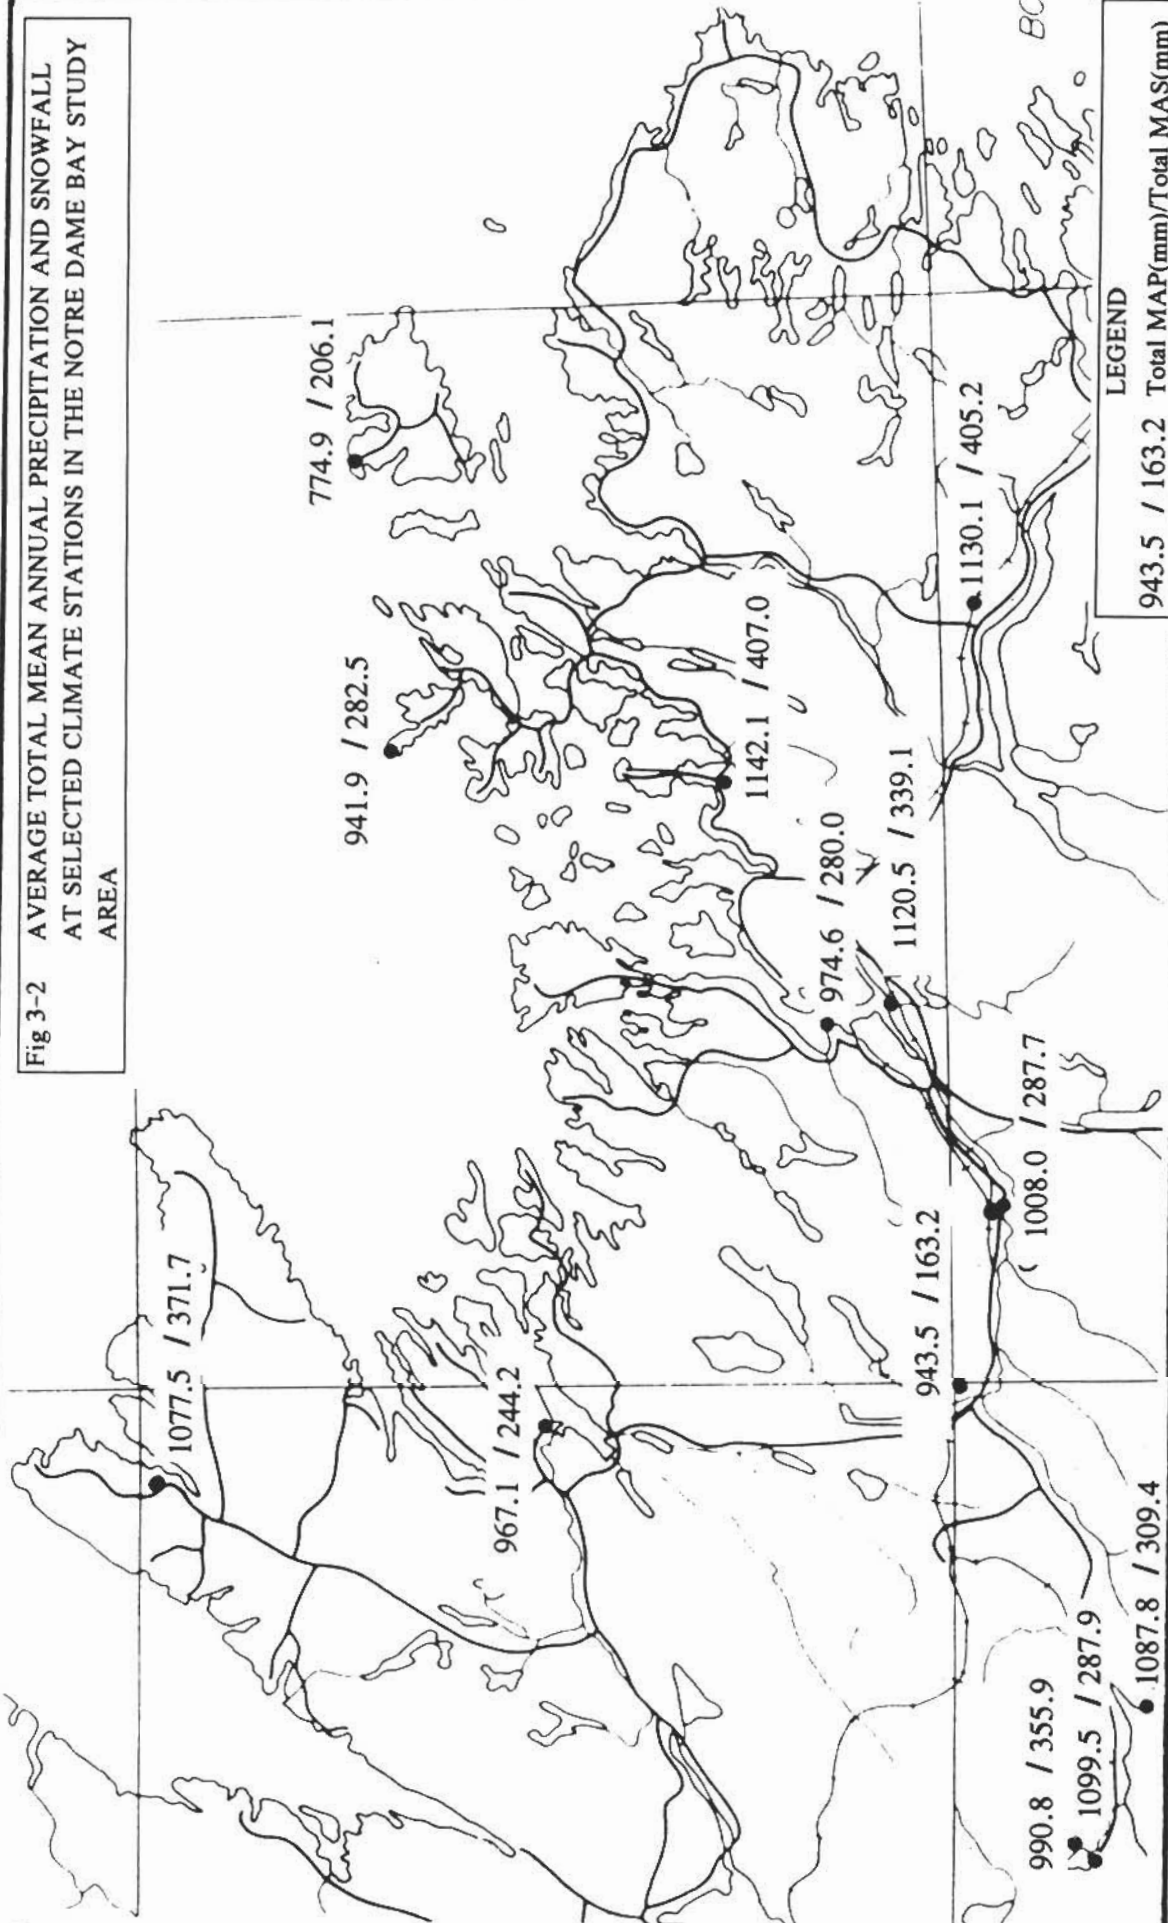 Fig 3-2 AVERAGE TOTAL MEAN ANNUAL PRECIPITATION AND SNOWFALL
AT SELECTED CLIMATE STATIONS IN THE NOTRE DAME BAY STUDY
AREA
1077.5 / 371.7
774.9 / 206.1
941.9 / 282.5
967.1 / 244.2
1142.1 / 407.0
974.6 / 280.0
1120.5 / 339.1
1130.1 / 405.2
943.5 / 163.2
1008.0 / 287.7
990.8 / 355.9
1099.5 / 287.9
1087.8 / 309.4
BO
LEGEND
943.5 / 163.2 Total MAP(mm)/Total MAS(mm)